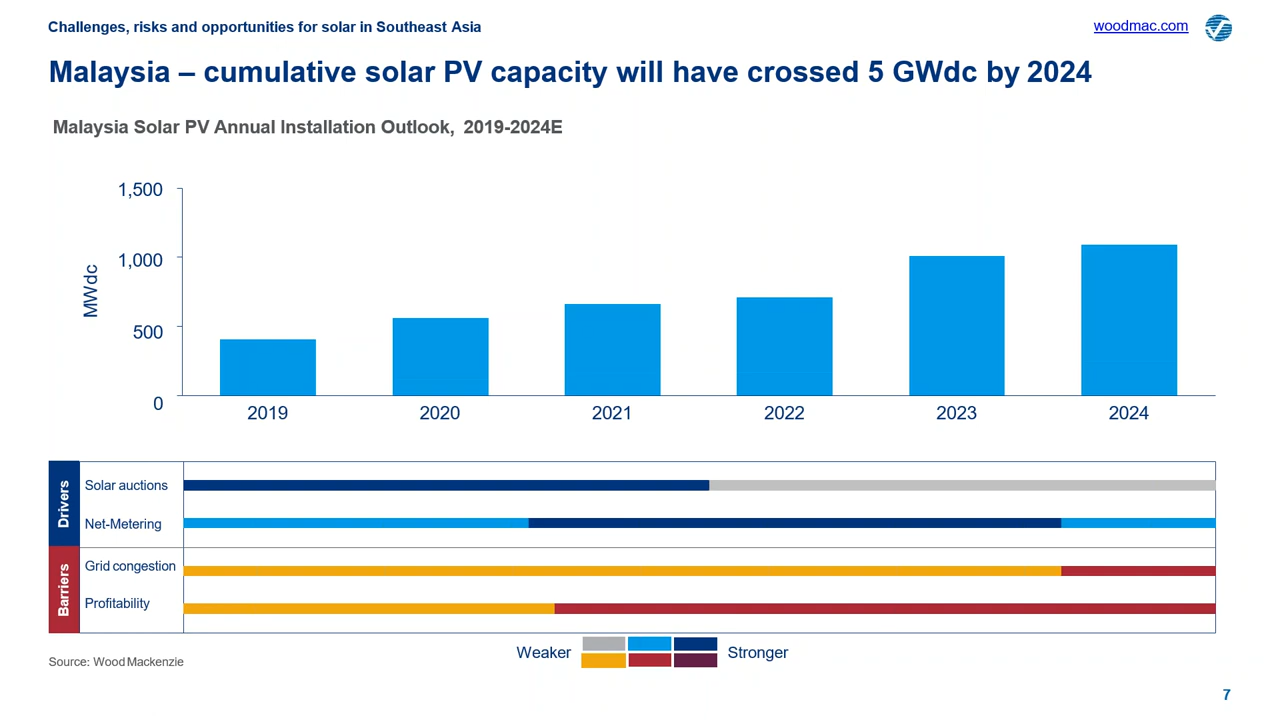 Challenges, risks and opportunities for solar in Southeast Asia
woodmac.com
Malaysia – cumulative solar PV capacity will have crossed 5 GWdc by 2024
Malaysia Solar PV Annual Installation Outlook, 2019-2024E
MWdc
1,500
1,000
500
0
2019 2020 2021 2022 2023 2024
Drivers
Solar auctions
Net-Metering
Barriers
Grid congestion
Profitability
Weaker Stronger
Source: Wood Mackenzie
7